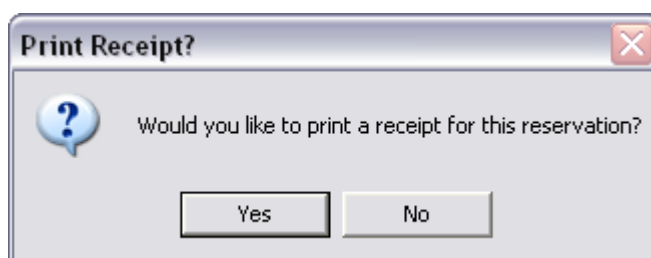 Print Receipt?
Would you like to print a receipt for this reservation?
Yes
No